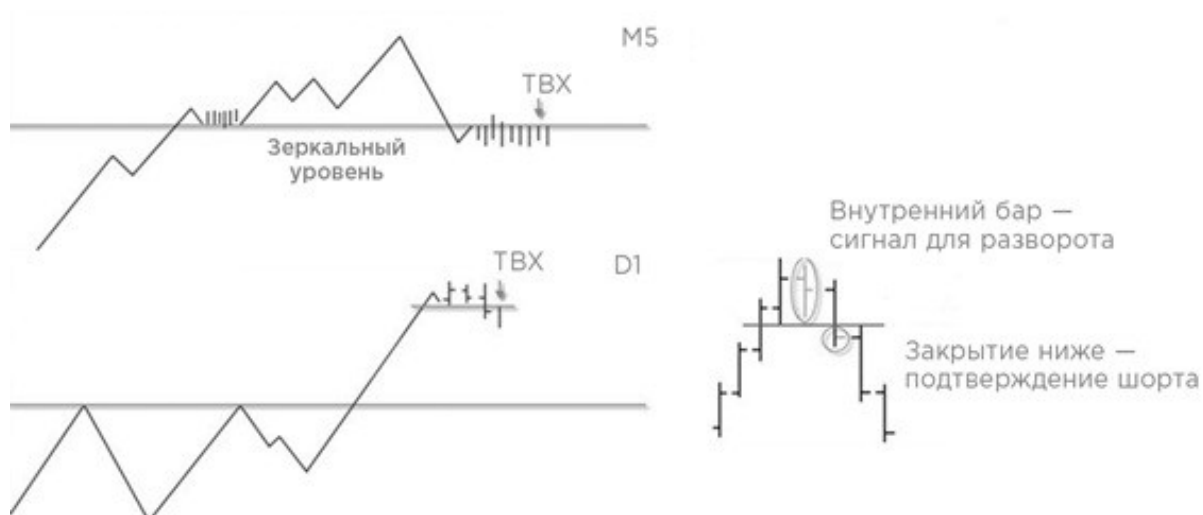 M5
ТВХ
Зеркальный
уровень
ТВХ
D1
Внутренний бар —
сигнал для разворота
Закрытие ниже —
подтверждение шорта